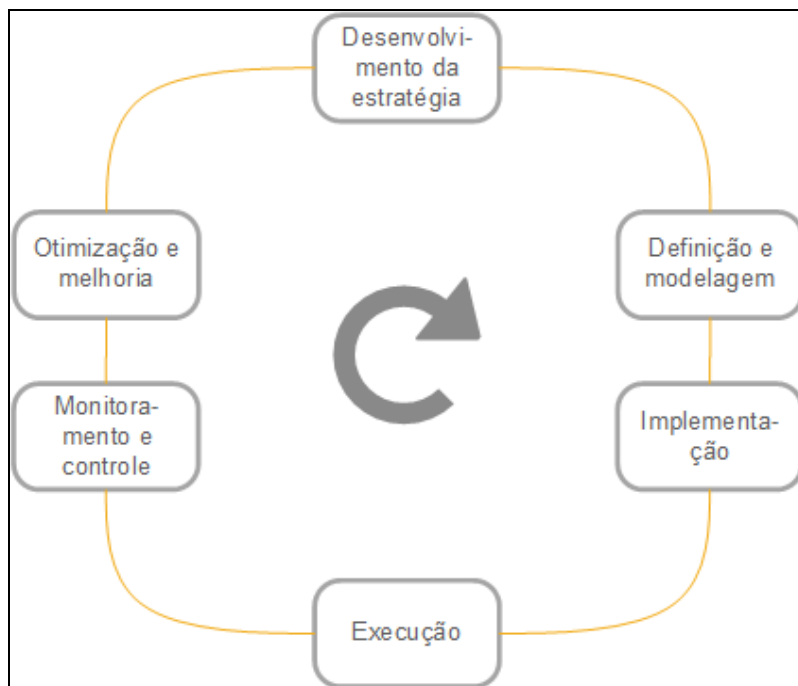 Desenvolvi-
mento da
estratégia
Otimização e
melhoria
Definição e
modelagem
Monitora-
mento e
controle
Implementa-
ção
Execução